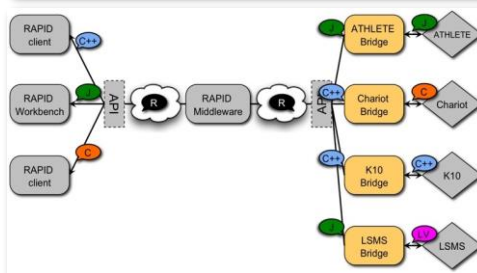 RAPID
client
C++
RAPID
Workbench
J
RAPID
client
C
API
R
RAPID
Middleware
R
API
J
ATHLETE
Bridge
J
ATHLETE
C++
Chariot
Bridge
C
Chariot
C++
K10
Bridge
C++
K10
J
LSMS
Bridge
LV
LSMS